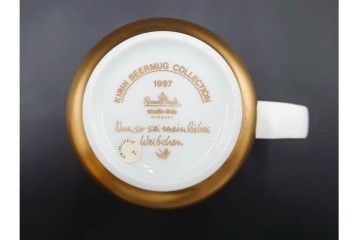 KIRIN BEERMUG COLLECTION
1997
Rosenthal
studio-line
GERMANY
Nun, so sei mein liebes
Weibchen